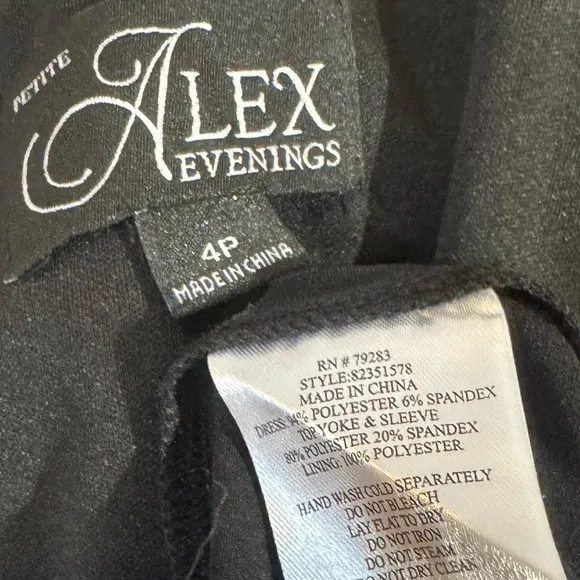 PETITE
ALEX
EVENINGS
4P
MADE IN CHINA
RN # 79283
STYLE:82351578
MADE IN CHINA
DRESS: 94% POLYESTER 6% SPANDEX
TOP YOKE & SLEEVE
80% POLYESTER 20% SPANDEX
LINING: 100% POLYESTER
HAND WASH COLD SEPARATELY
DO NOT BLEACH
LAY FLAT TO DRY
DO NOT IRON
DO NOT STEAM
DO NOT DRY CLEAN